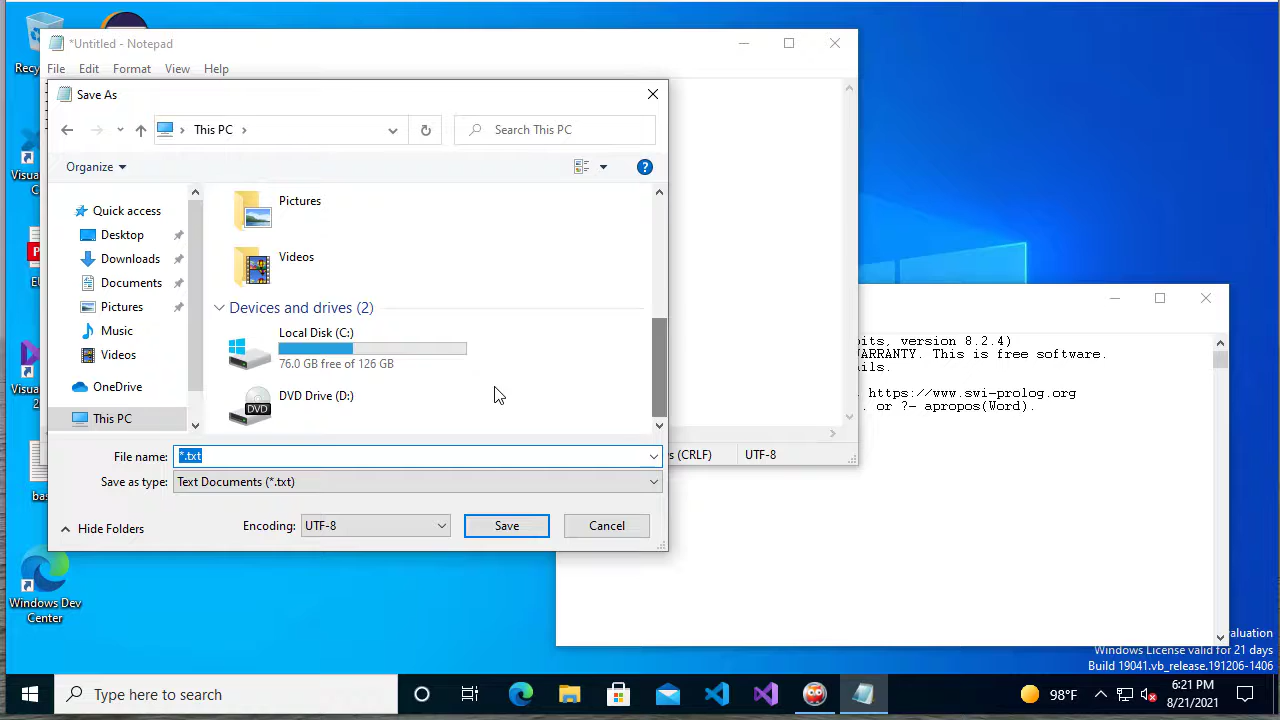 *Untitled - Notepad
File Edit Format View Help
Save As
This PC
Search This PC
Organize
Quick access
Desktop
Downloads
Documents
Pictures
Music
Videos
OneDrive
This PC
Pictures
Videos
Devices and drives (2)
Local Disk (C:)
76.0 GB free of 126 GB
DVD Drive (D:)
DVD
File name: *.txt
Save as type: Text Documents (*.txt)
Hide Folders
Encoding: UTF-8
Save
Cancel
(CRLF) UTF-8
bits, version 8.2.4)
WARRANTY. This is free software.
https://www.swi-prolog.org
or ?- apropos(Word).
Windows Dev
Center
Windows License valid for 21 days
Build 19041.vb_release.191206-1406
Type here to search
98°F
6:21 PM
8/21/2021